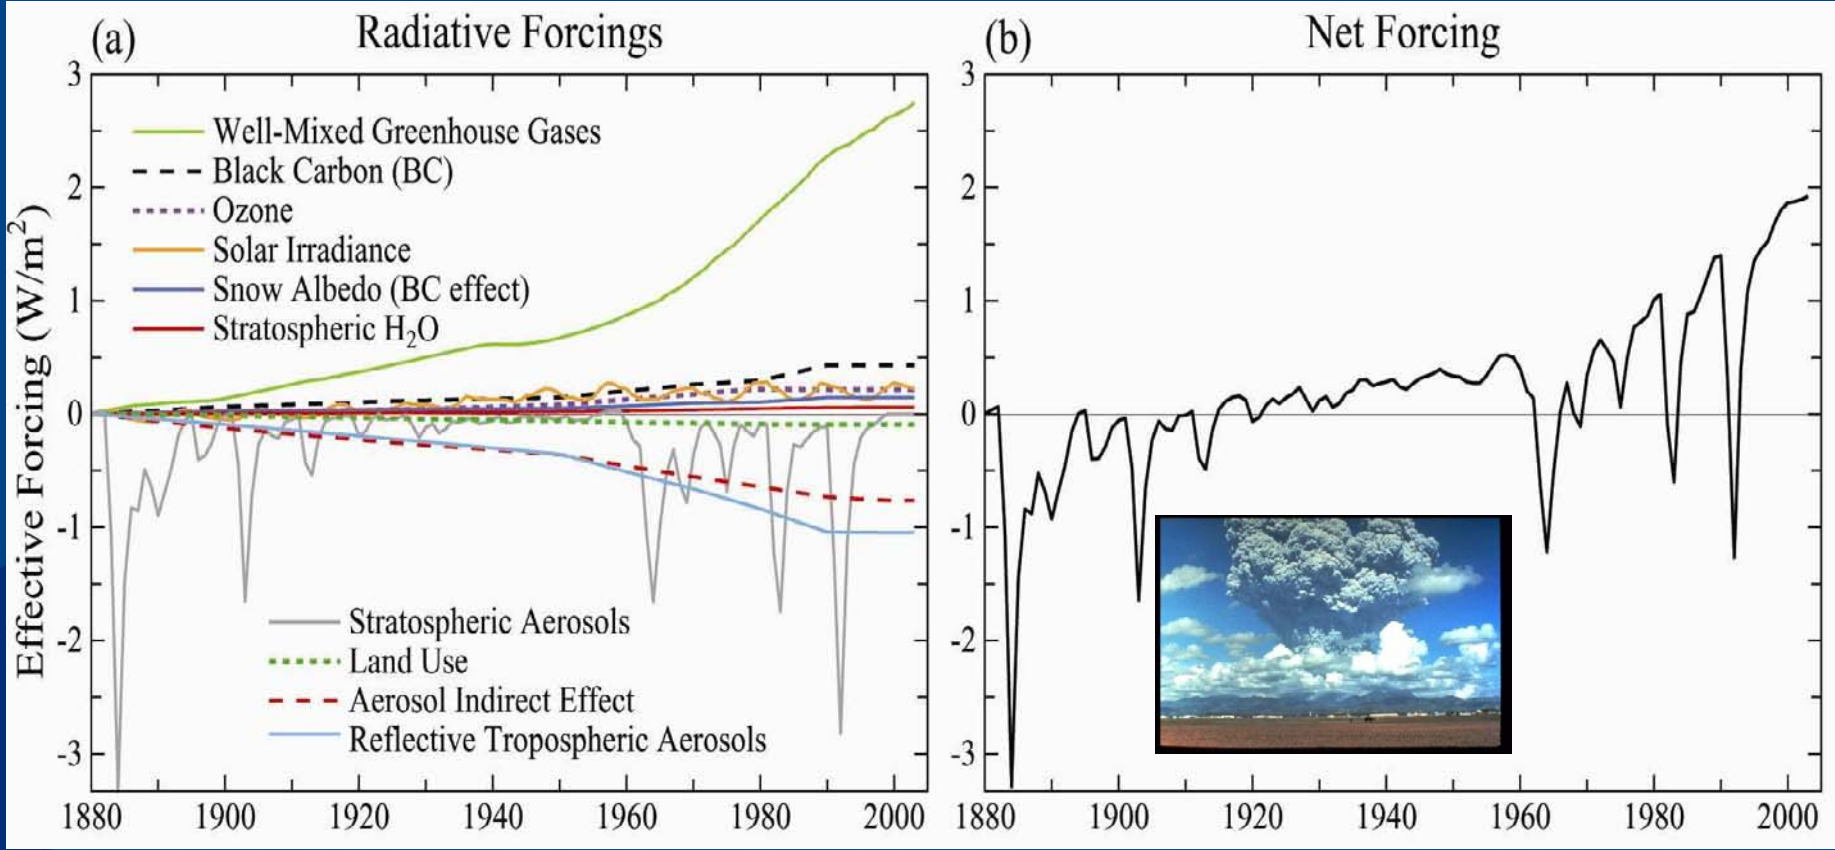 (a) Radiative Forcings
3
2
1
0
-1
-2
-3
Effective Forcing (W/m²)
Well-Mixed Greenhouse Gases
Black Carbon (BC)
Ozone
Solar Irradiance
Snow Albedo (BC effect)
Stratospheric H₂O
Stratospheric Aerosols
Land Use
Aerosol Indirect Effect
Reflective Tropospheric Aerosols
1880 1900 1920 1940 1960 1980 2000
(b) Net Forcing
3
2
1
0
-1
-2
-3
1880 1900 1920 1940 1960 1980 2000